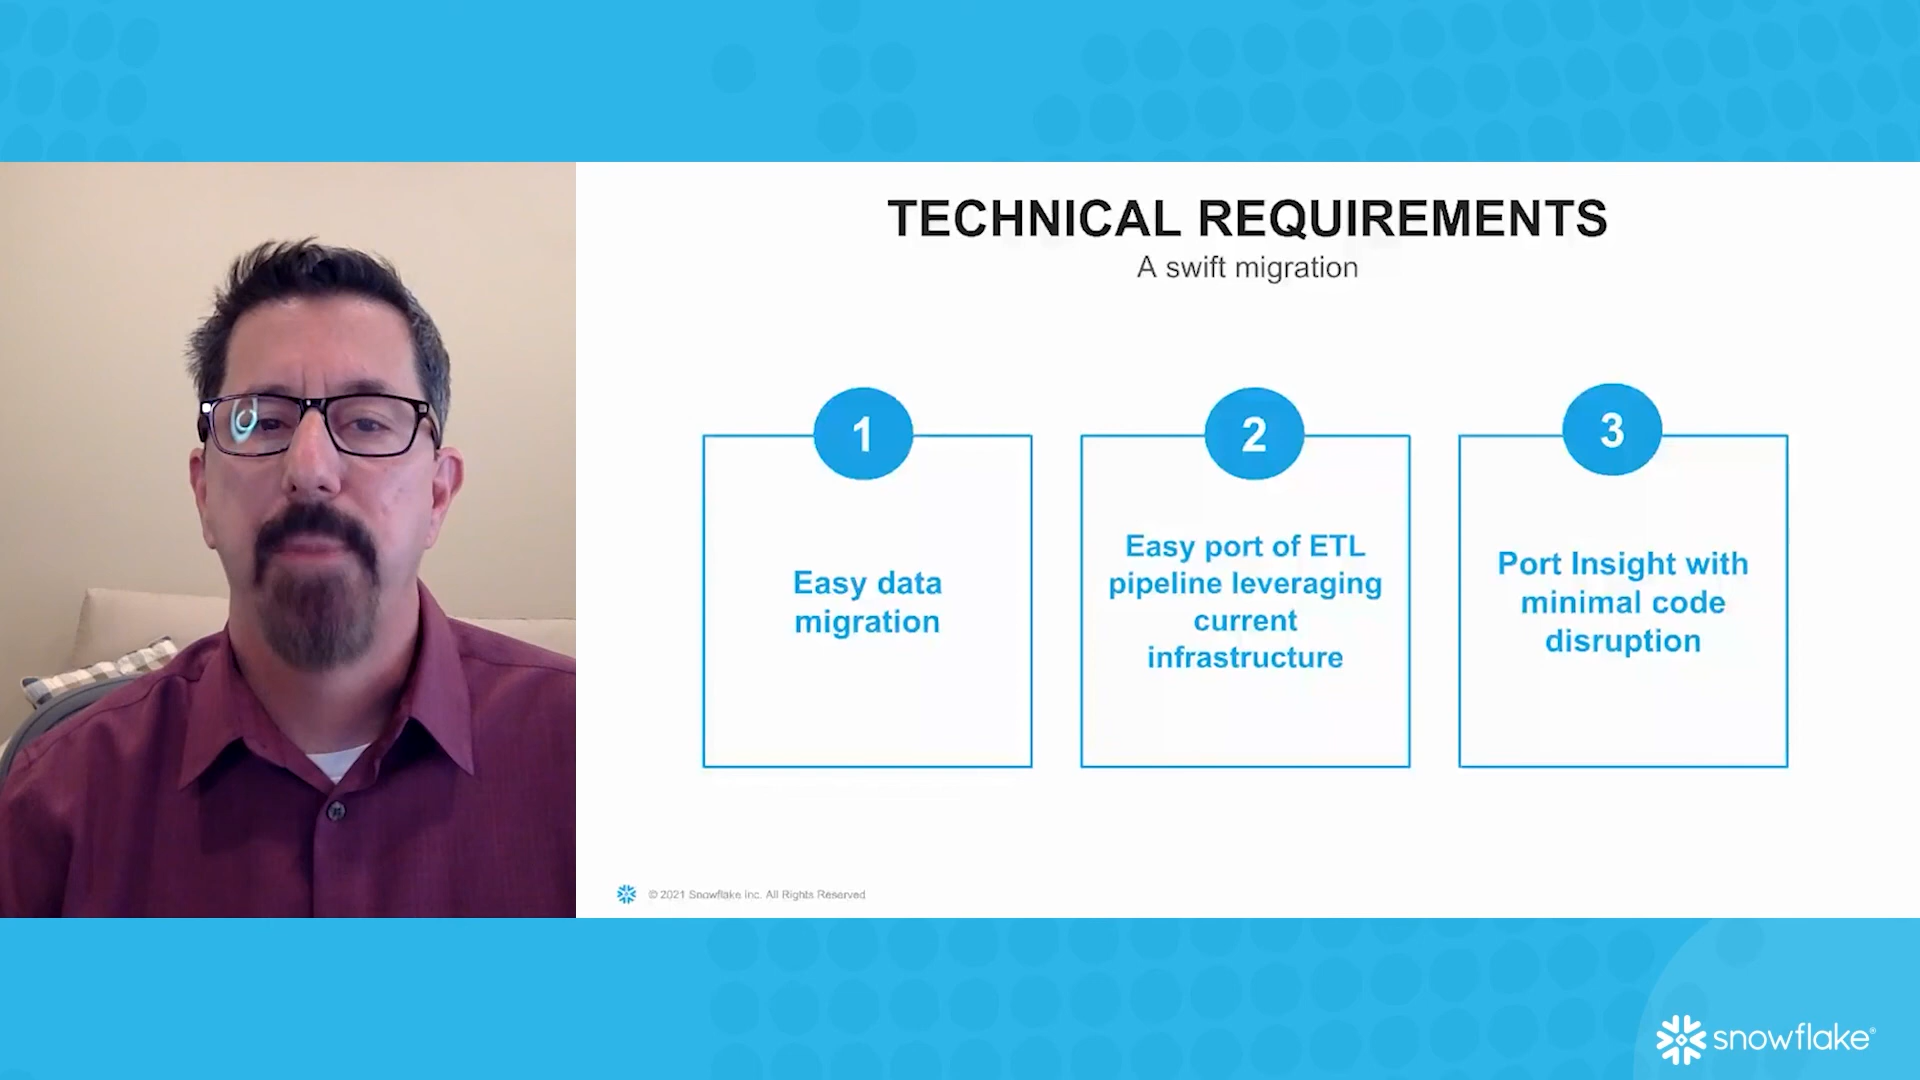 TECHNICAL REQUIREMENTS
A swift migration
1
Easy data
migration
2
Easy port of ETL
pipeline leveraging
current
infrastructure
3
Port Insight with
minimal code
disruption
© 2021 Snowflake Inc. All Rights Reserved
snowflake®